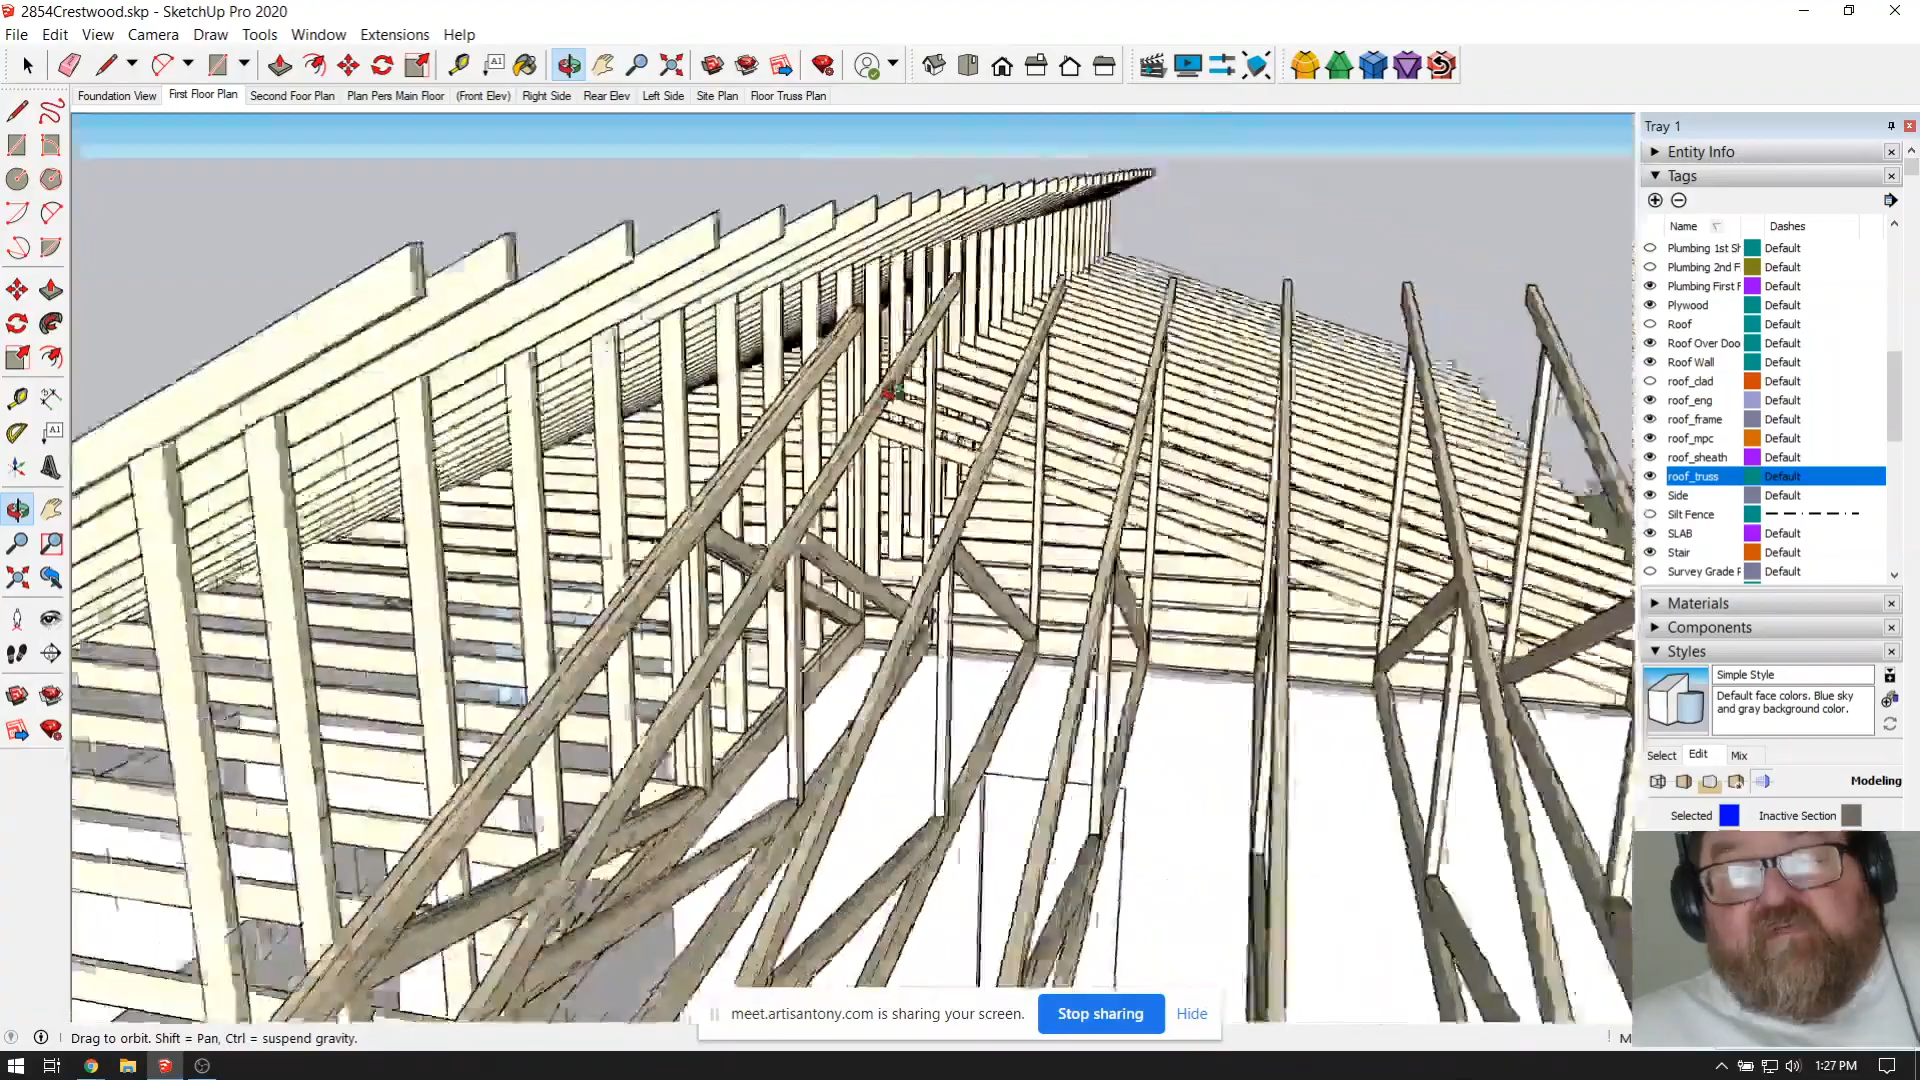 2854Crestwood.skp - SketchUp Pro 2020
File Edit View Camera Draw Tools Window Extensions Help
A1
Foundation View First Floor Plan Second Foor Plan Plan Pers Main Floor (Front Elev) Right Side Rear Elev Left Side Site Plan Floor Truss Plan
Tray 1
Entity Info
Tags
Name Dashes
Plumbing 1st Sh Default
Plumbing 2nd F Default
Plumbing First F Default
Plywood Default
Roof Default
Roof Over Doo Default
Roof Wall Default
roof_clad Default
roof_eng Default
roof_frame Default
roof_mpc Default
roof_sheath Default
roof_truss Default
Side Default
Silt Fence
SLAB Default
Stair Default
Survey Grade F Default
A1
Materials
Components
Styles
Simple Style
Default face colors. Blue sky
and gray background color.
Select Edit Mix
Modeling
Selected Inactive Section
meet.artisantony.com is sharing your screen. Stop sharing Hide
Drag to orbit. Shift = Pan, Ctrl = suspend gravity. M
1:27 PM